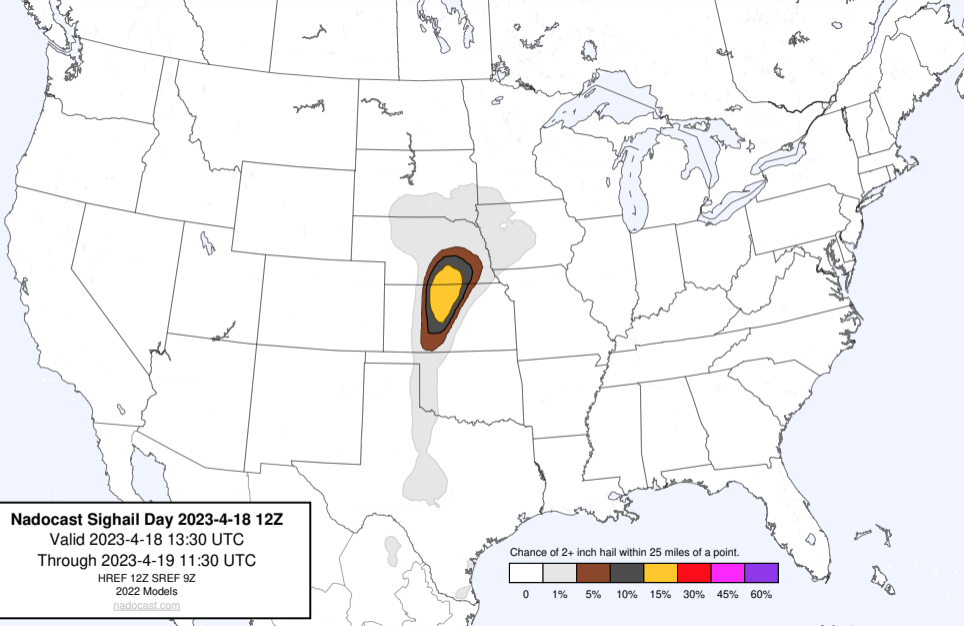 Nadocast Sighail Day 2023-4-18 12Z
Valid 2023-4-18 13:30 UTC
Through 2023-4-19 11:30 UTC
HREF 12Z SREF 9Z
2022 Models
nadocast.com
Chance of 2+ inch hail within 25 miles of a point.
0 1% 5% 10% 15% 30% 45% 60%